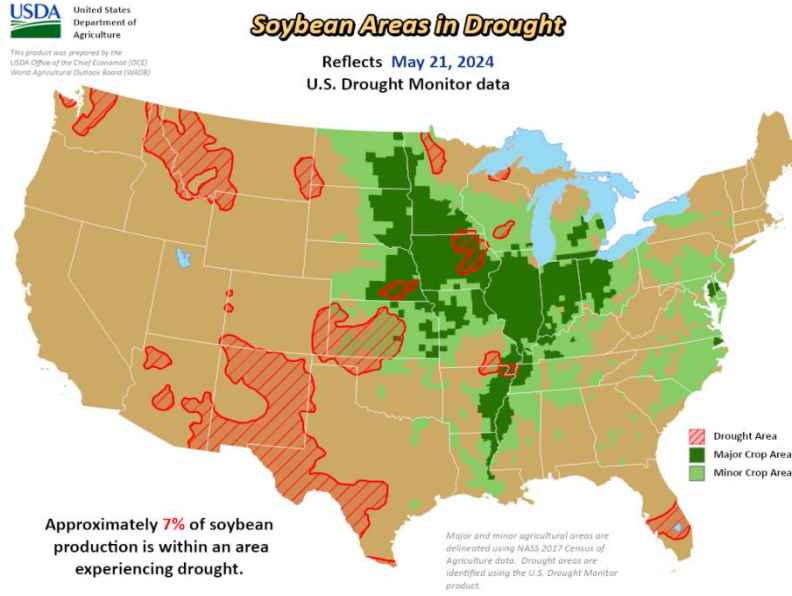 USDA
United States
Department of
Agriculture
This product was prepared by the
USDA Office of the Chief Economist (OCE)
World Agricultural Outlook Board (WAOB)
Soybean Areas in Drought
Reflects May 21, 2024
U.S. Drought Monitor data
Drought Area
Major Crop Area
Minor Crop Area
Approximately 7% of soybean
production is within an area
experiencing drought.
Major and minor agricultural areas are
delineated using NASS 2017 Census of
Agriculture data. Drought areas are
identified using the U.S. Drought Monitor
product.